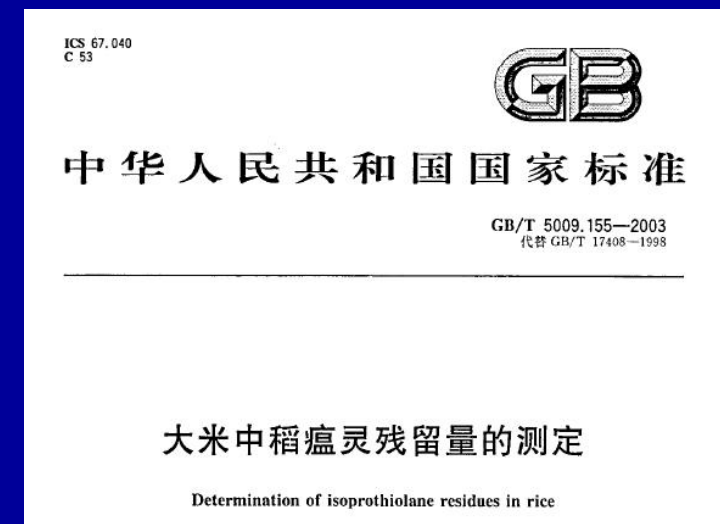 ICS 67.040
C 53
GB
中华人民共和国国家标准
GB/T 5009.155—2003
代替 GB/T 17408—1998
大米中稻瘟灵残留量的测定
Determination of isoprothiolane residues in rice